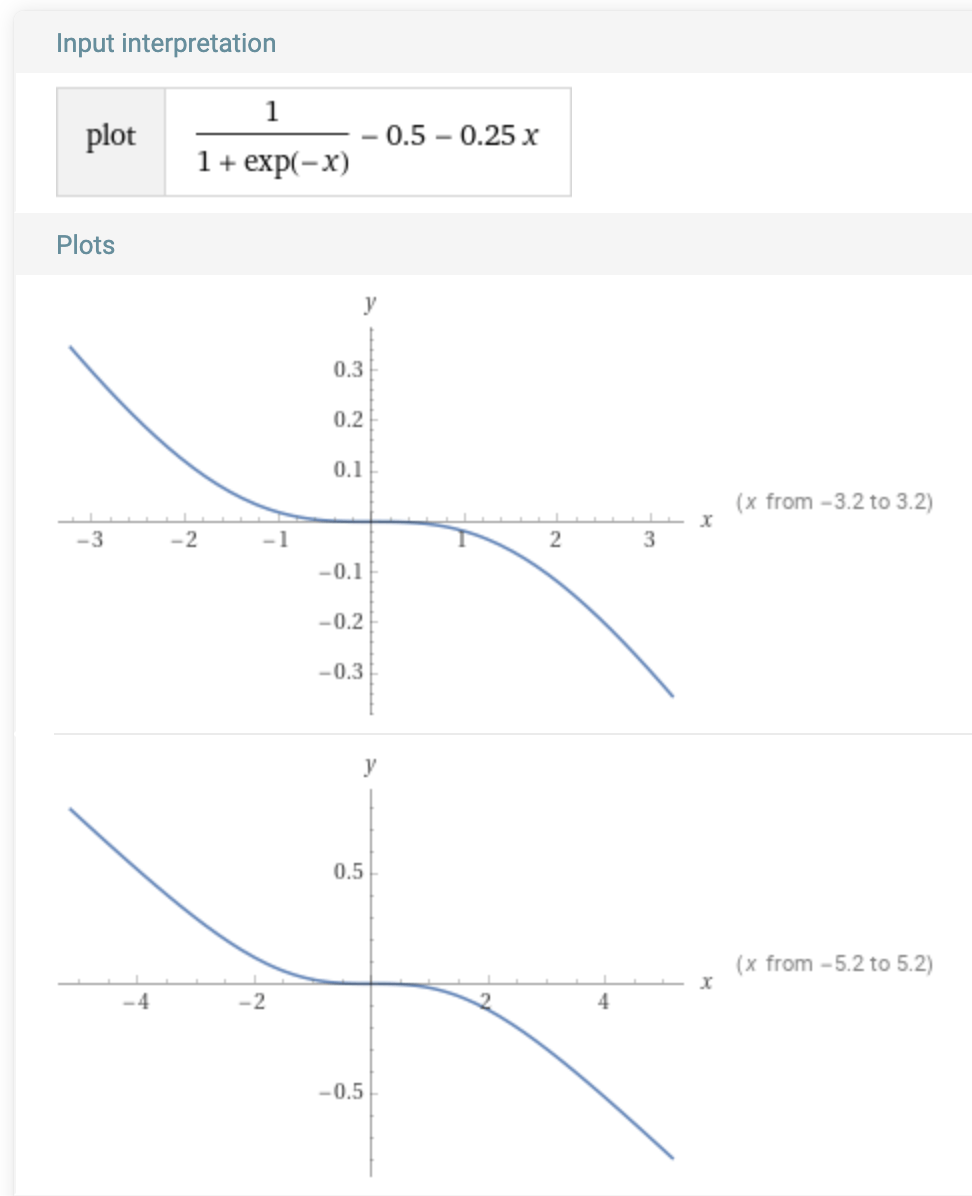 Input interpretation
plot 1 / 1 + exp(−x) − 0.5 − 0.25 x
Plots
y
0.3
0.2
0.1
(x from −3.2 to 3.2)
−3 −2 −1 1 2 3 x
−0.1
−0.2
−0.3
y
0.5
(x from −5.2 to 5.2)
−4 −2 2 4 x
−0.5